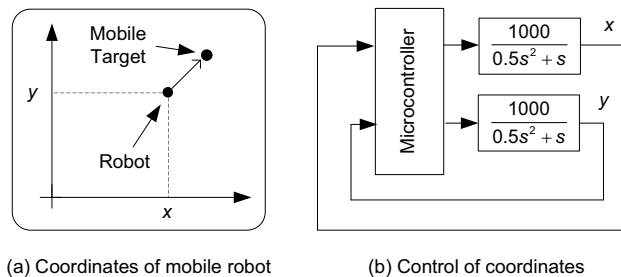 Mobile
Target
y
Robot
x
(a) Coordinates of mobile robot
Microcontroller
1000
0.5s² + s
x
1000
0.5s² + s
y
(b) Control of coordinates